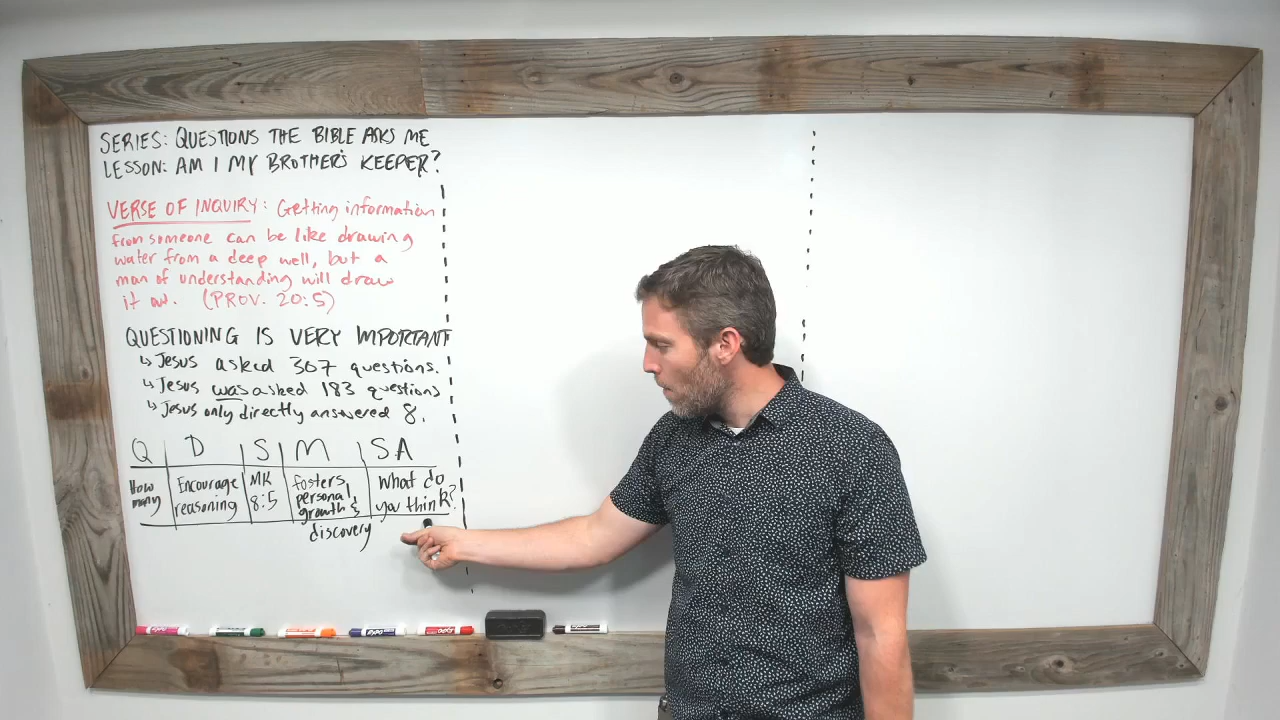 SERIES: QUESTIONS THE BIBLE ASKS ME
LESSON: AM I MY BROTHER'S KEEPER?
VERSE OF INQUIRY: Getting information
from someone can be like drawing
water from a deep well, but a
man of understanding will draw
it out. (PROV. 20:5)
QUESTIONING IS VERY IMPORTANT
↳ Jesus asked 307 questions.
↳ Jesus was asked 183 questions
↳ Jesus only directly answered 8.
Q D S M S.A
How many Encourage reasoning MK 8:5 fosters personal growth & discovery What do you think?
EXPO
EXPO